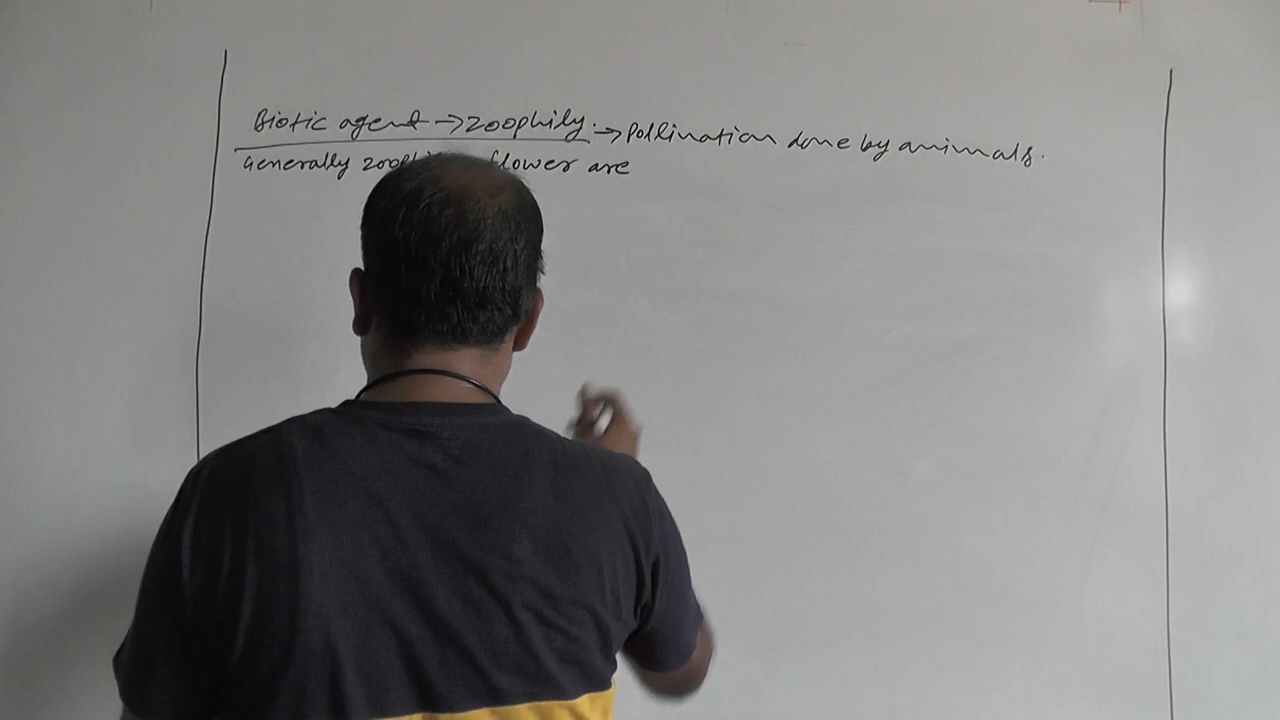 Biotic agent → zoophily. → Pollination done by animals.
Generally flower are